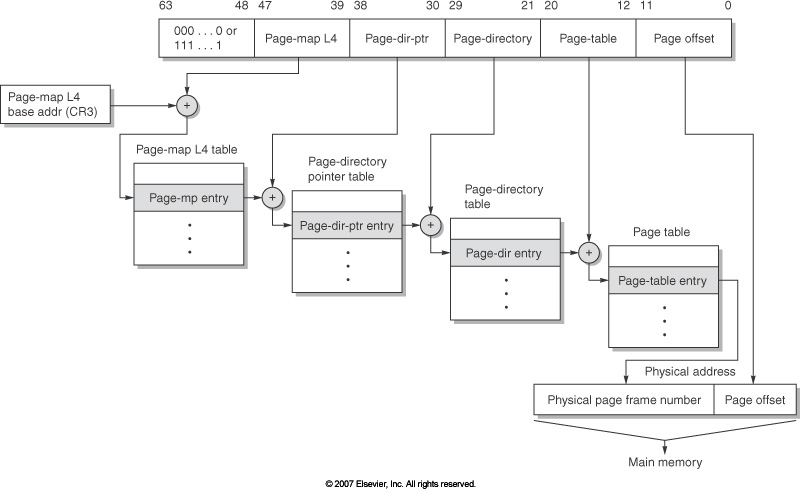 63 48 47 39 38 30 29 21 20 12 11 0
000 . . . 0 or
111 . . . 1
Page-map L4
Page-dir-ptr
Page-directory
Page-table
Page offset
Page-map L4
base addr (CR3)
+
Page-map L4 table
Page-mp entry
+
Page-directory
pointer table
Page-dir-ptr entry
+
Page-directory
table
Page-dir entry
+
Page table
Page-table entry
Physical address
Physical page frame number
Page offset
Main memory
© 2007 Elsevier, Inc. All rights reserved.